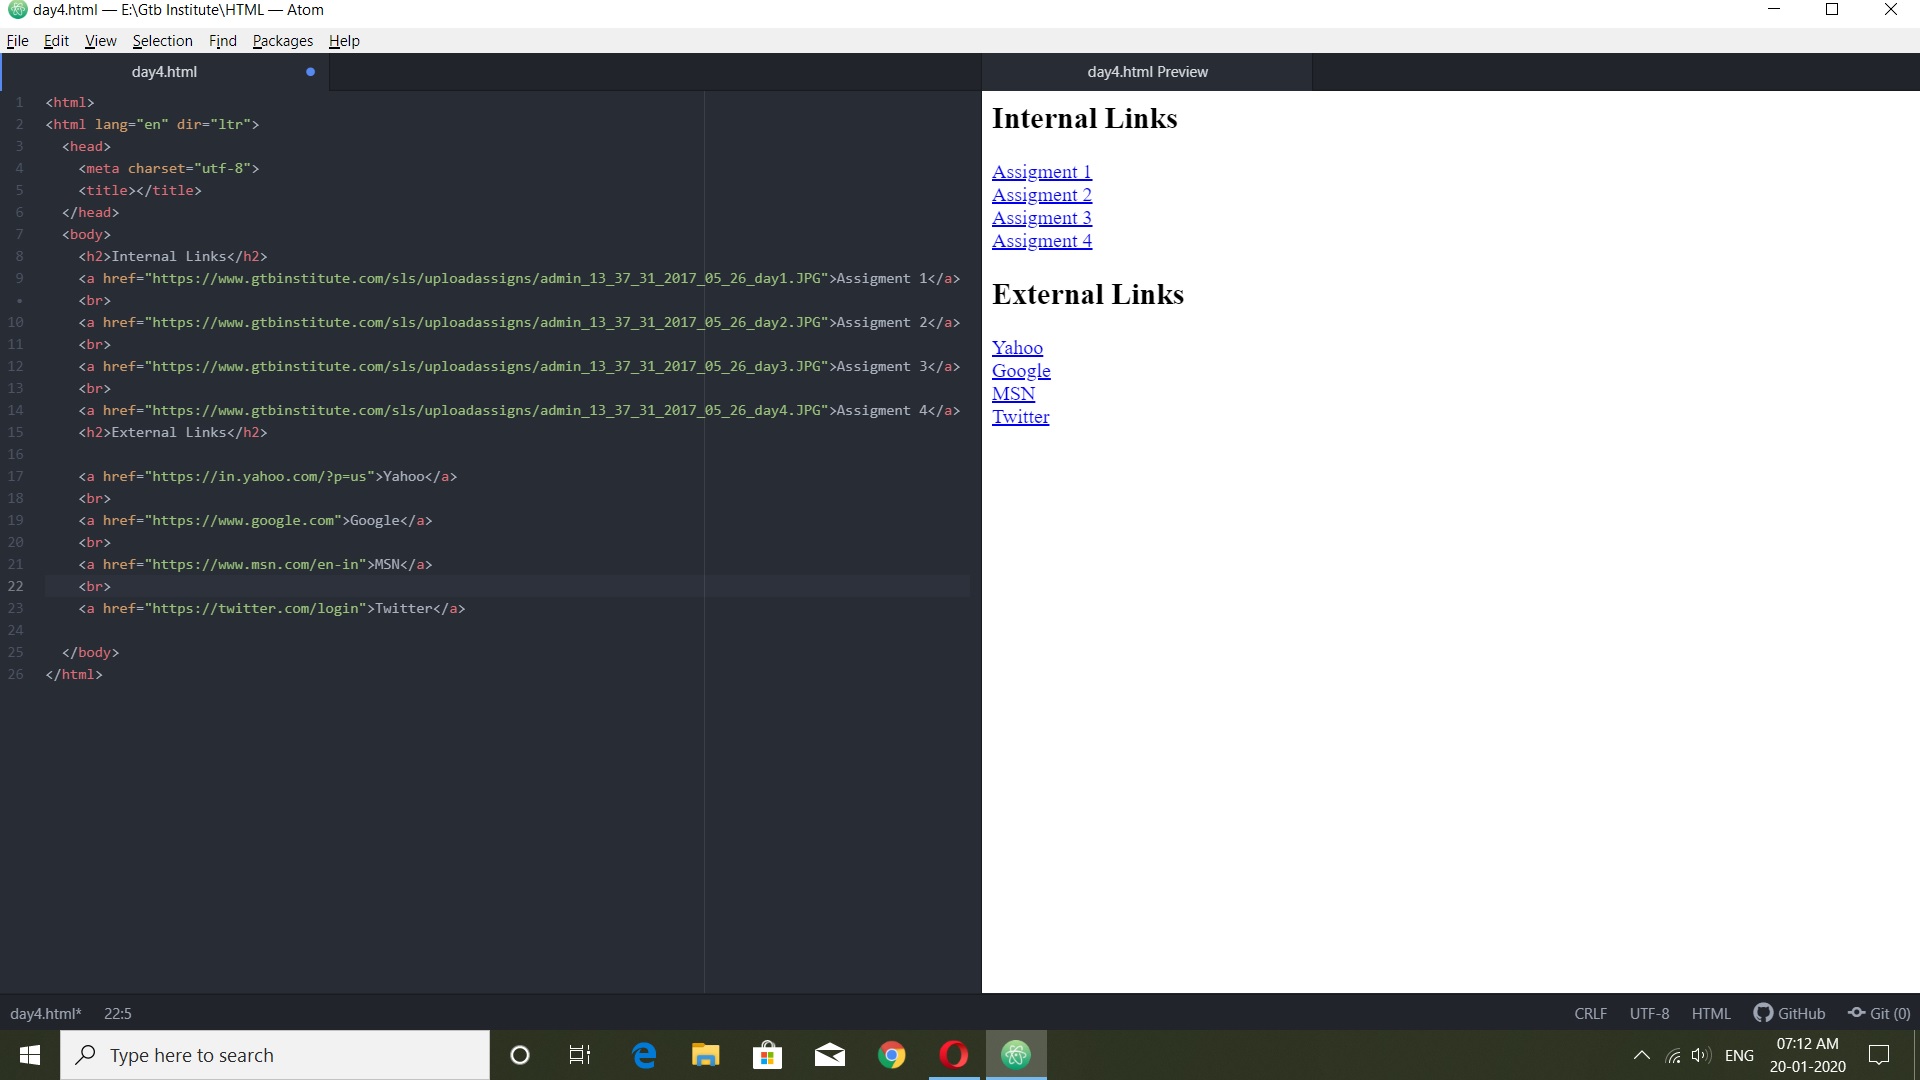 day4.html — E:\Gtb Institute\HTML — Atom
File Edit View Selection Find Packages Help
day4.html
1 <html>
2 <html lang="en" dir="ltr">
3 <head>
4 <meta charset="utf-8">
5 <title></title>
6 </head>
7 <body>
8 <h2>Internal Links</h2>
9 <a href="https://www.gtbinstitute.com/sls/uploadassigns/admin_13_37_31_2017_05_26_day1.JPG">Assigment 1</a>
• <br>
10 <a href="https://www.gtbinstitute.com/sls/uploadassigns/admin_13_37_31_2017_05_26_day2.JPG">Assigment 2</a>
11 <br>
12 <a href="https://www.gtbinstitute.com/sls/uploadassigns/admin_13_37_31_2017_05_26_day3.JPG">Assigment 3</a>
13 <br>
14 <a href="https://www.gtbinstitute.com/sls/uploadassigns/admin_13_37_31_2017_05_26_day4.JPG">Assigment 4</a>
15 <h2>External Links</h2>
16
17 <a href="https://in.yahoo.com/?p=us">Yahoo</a>
18 <br>
19 <a href="https://www.google.com">Google</a>
20 <br>
21 <a href="https://www.msn.com/en-in">MSN</a>
22 <br>
23 <a href="https://twitter.com/login">Twitter</a>
24
25 </body>
26 </html>
day4.html Preview
Internal Links
Assigment 1
Assigment 2
Assigment 3
Assigment 4
External Links
Yahoo
Google
MSN
Twitter
day4.html* 22:5
CRLF UTF-8 HTML GitHub Git (0)
Type here to search
ENG
07:12 AM
20-01-2020